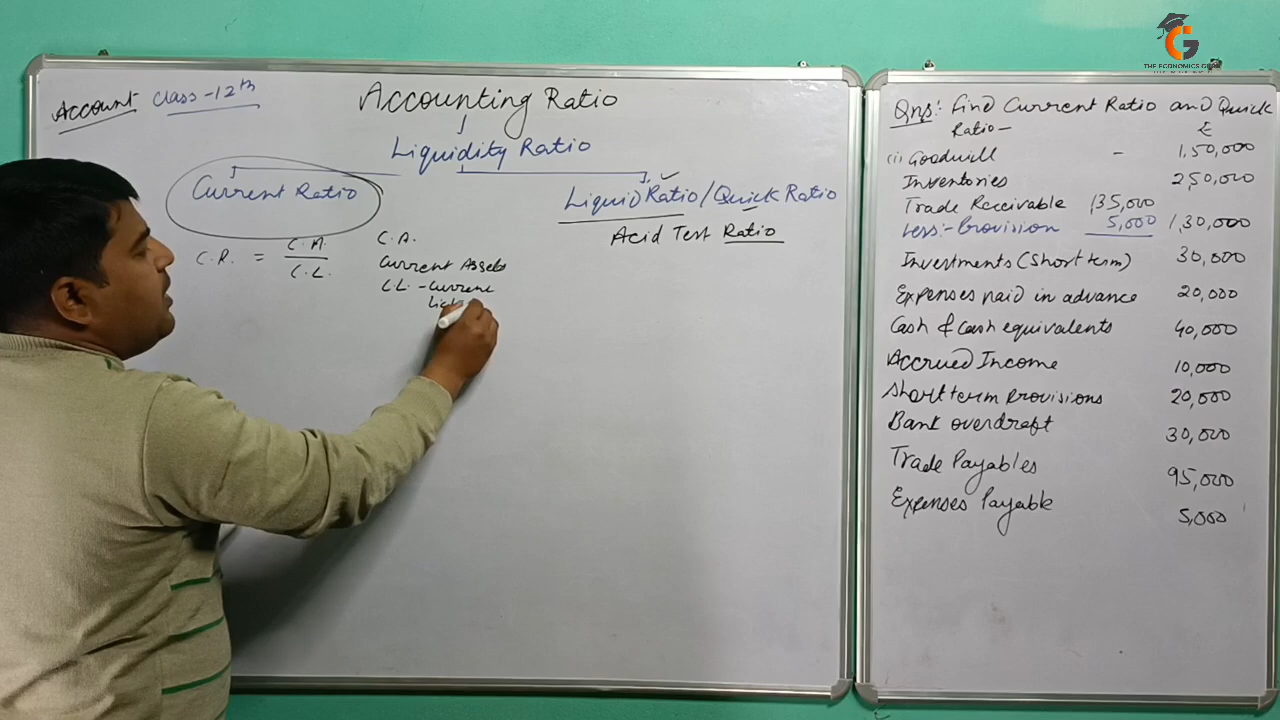 Account Class-12th
Accounting Ratio
Liquidity Ratio
Current Ratio
Liquid Ratio/Quick Ratio
Acid Test Ratio
C.R. = C.A. / C.L.
C.A.
Current Assets
C.L. - Current
Qns:- Find Current Ratio and Quick
Ratio-
(i) Goodwill - 1,50,000
Inventories 250,000
Trade Receivable 1,35,000
Less:- Provision 5,000 1,30,000
Investments (Short term) 30,000
Expenses paid in advance 20,000
Cash & cash equivalents 40,000
Accrued Income 10,000
Short term Provisions 20,000
Bank overdraft 30,000
Trade Payables 95,000
Expenses Payable 5,000
THE ECONOMICS